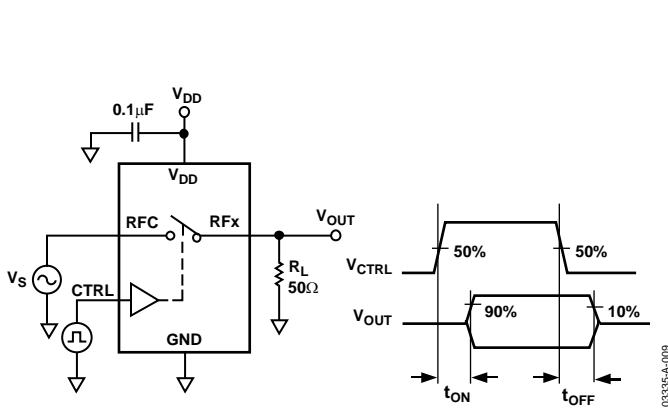 VDD
0.1μF
VDD
RFC
RFx
VOUT
VS
CTRL
RL
50Ω
GND
VCTRL
50%
50%
VOUT
90%
10%
tON
tOFF
03335-A-009